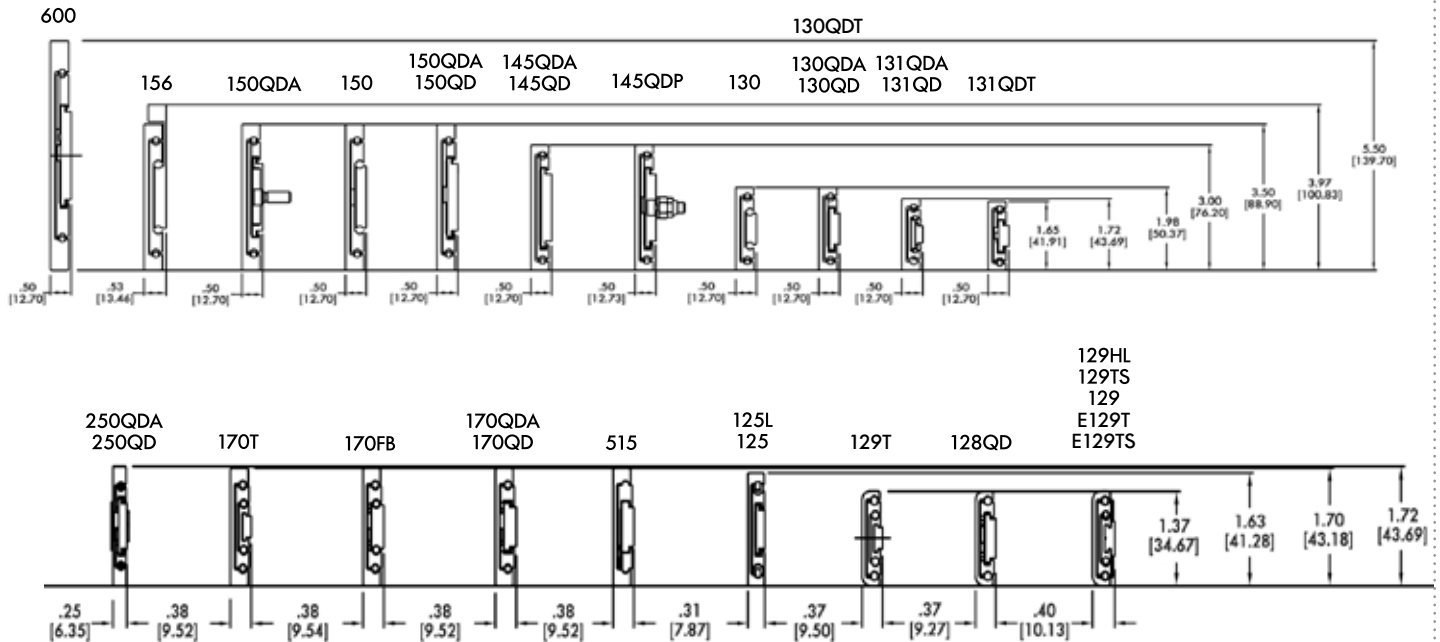 600
130QDT
150QDA 145QDA 130QDA 131QDA
156 150QDA 150 150QD 145QD 145QDP 130 130QD 131QD 131QDT
5.50
[139.70]
3.97
[100.83]
3.50
[88.90]
3.00
[76.20]
1.98
[50.37]
1.72
[43.69]
1.65
[41.91]
.50 .53 .50 .50 .50 .50 .50 .50 .50 .50 .50
[12.70] [13.46] [12.70] [12.70] [12.70] [12.70] [12.73] [12.70] [12.70] [12.70] [12.70]
129HL
129TS
129
250QDA 170QDA 125L E129T
250QD 170T 170FB 170QD 515 125 129T 128QD E129TS
1.37
[34.67]
1.63
[41.28]
1.70
[43.18]
1.72
[43.69]
.25 .38 .38 .38 .38 .31 .37 .37 .40
[6.35] [9.52] [9.54] [9.52] [9.52] [7.87] [9.50] [9.27] [10.13]